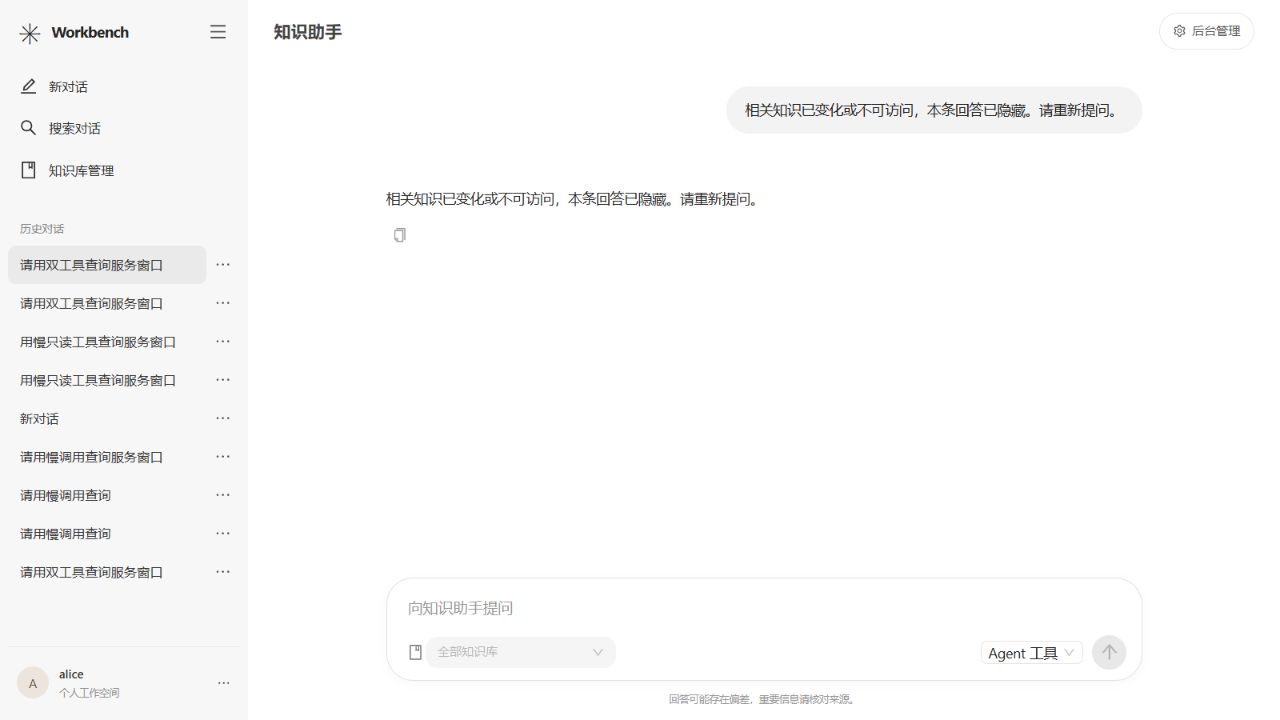 Workbench
知识助手
后台管理
新对话
搜索对话
知识库管理
历史对话
请用双工具查询服务窗口
请用双工具查询服务窗口
用慢只读工具查询服务窗口
用慢只读工具查询服务窗口
新对话
请用慢调用查询服务窗口
请用慢调用查询
请用慢调用查询
请用双工具查询服务窗口
A
alice
个人工作空间
相关知识已变化或不可访问，本条回答已隐藏。请重新提问。
相关知识已变化或不可访问，本条回答已隐藏。请重新提问。
向知识助手提问
全部知识库
Agent 工具
回答可能存在偏差，重要信息请核对来源。